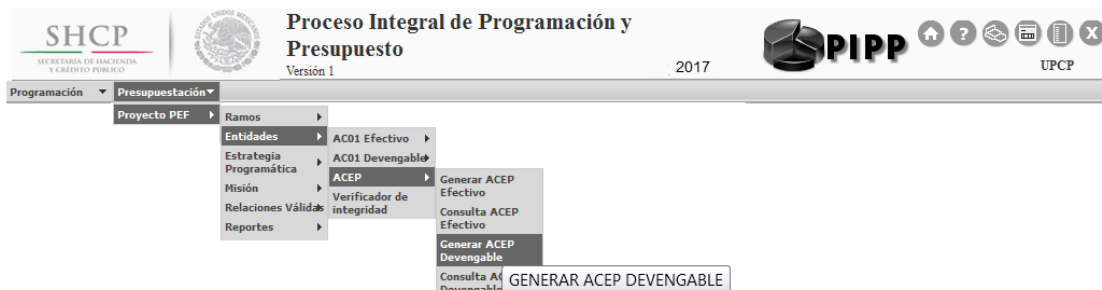 SHCP
SECRETARÍA DE HACIENDA
Y CRÉDITO PÚBLICO
Proceso Integral de Programación y
Presupuesto
Versión 1
2017
PIPP
UPCP
Programación
Presupuestación
Proyecto PEF
Ramos
Entidades
Estrategia
Programática
Misión
Relaciones Válidas
Reportes
AC01 Efectivo
AC01 Devengable
ACEP
Verificador de
integridad
Generar ACEP
Efectivo
Consulta ACEP
Efectivo
Generar ACEP
Devengable
Consulta
GENERAR ACEP DEVENGABLE